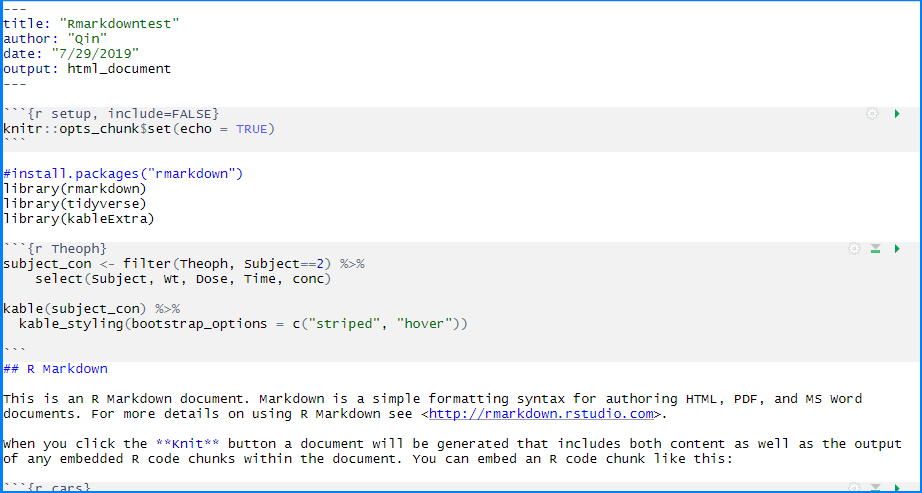 ---
title: "Rmarkdowntest"
author: "Qin"
date: "7/29/2019"
output: html_document
---
```{r setup, include=FALSE}
knitr::opts_chunk$set(echo = TRUE)
```
#install.packages("rmarkdown")
library(rmarkdown)
library(tidyverse)
library(kableExtra)
```{r Theoph}
subject_con <- filter(Theoph, Subject==2) %>%
    select(Subject, Wt, Dose, Time, conc)
kable(subject_con) %>%
  kable_styling(bootstrap_options = c("striped", "hover"))
```
## R Markdown
This is an R Markdown document. Markdown is a simple formatting syntax for authoring HTML, PDF, and MS Word
documents. For more details on using R Markdown see <http://rmarkdown.rstudio.com>.
When you click the **Knit** button a document will be generated that includes both content as well as the output
of any embedded R code chunks within the document. You can embed an R code chunk like this:
```{r cars}